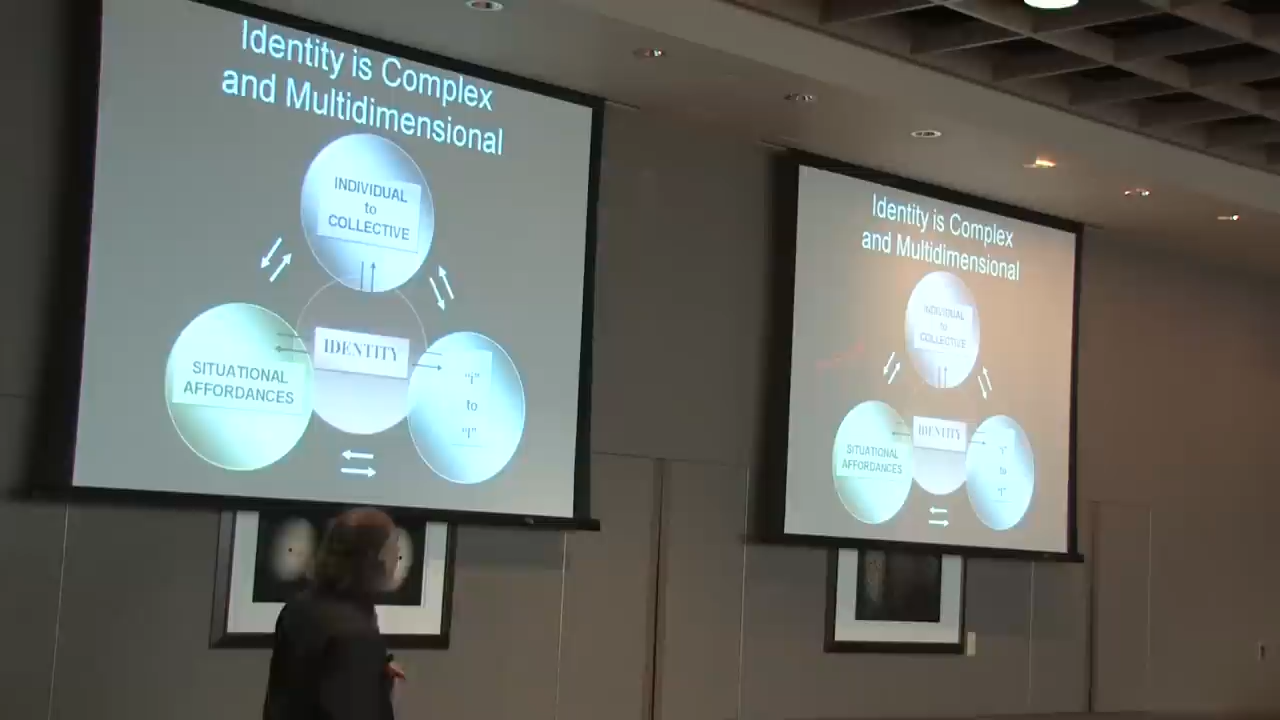 Identity is Complex
and Multidimensional
INDIVIDUAL
to
COLLECTIVE
IDENTITY
SITUATIONAL
AFFORDANCES
"i"
to
"I"
Identity is Complex
and Multidimensional
INDIVIDUAL
to
COLLECTIVE
IDENTITY
SITUATIONAL
AFFORDANCES
"i"
to
"I"